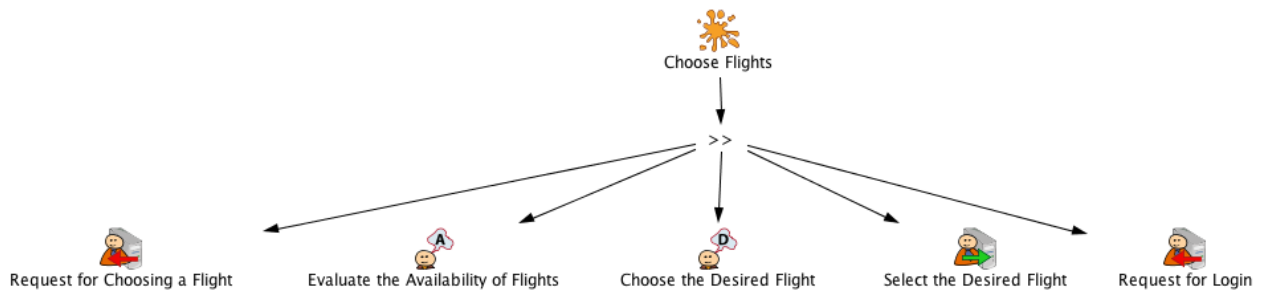 Choose Flights
>>
A
D
Request for Choosing a Flight
Evaluate the Availability of Flights
Choose the Desired Flight
Select the Desired Flight
Request for Login